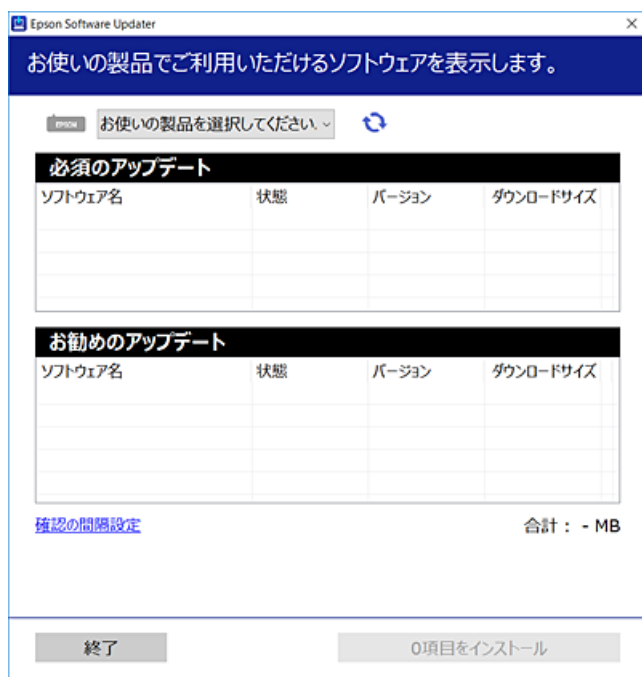 Epson Software Updater
お使いの製品でご利用いただけるソフトウェアを表示します。
EPSON お使いの製品を選択してください.
必須のアップデート
ソフトウェア名 状態 バージョン ダウンロードサイズ
お勧めのアップデート
ソフトウェア名 状態 バージョン ダウンロードサイズ
確認の間隔設定 合計： - MB
終了 0項目をインストール